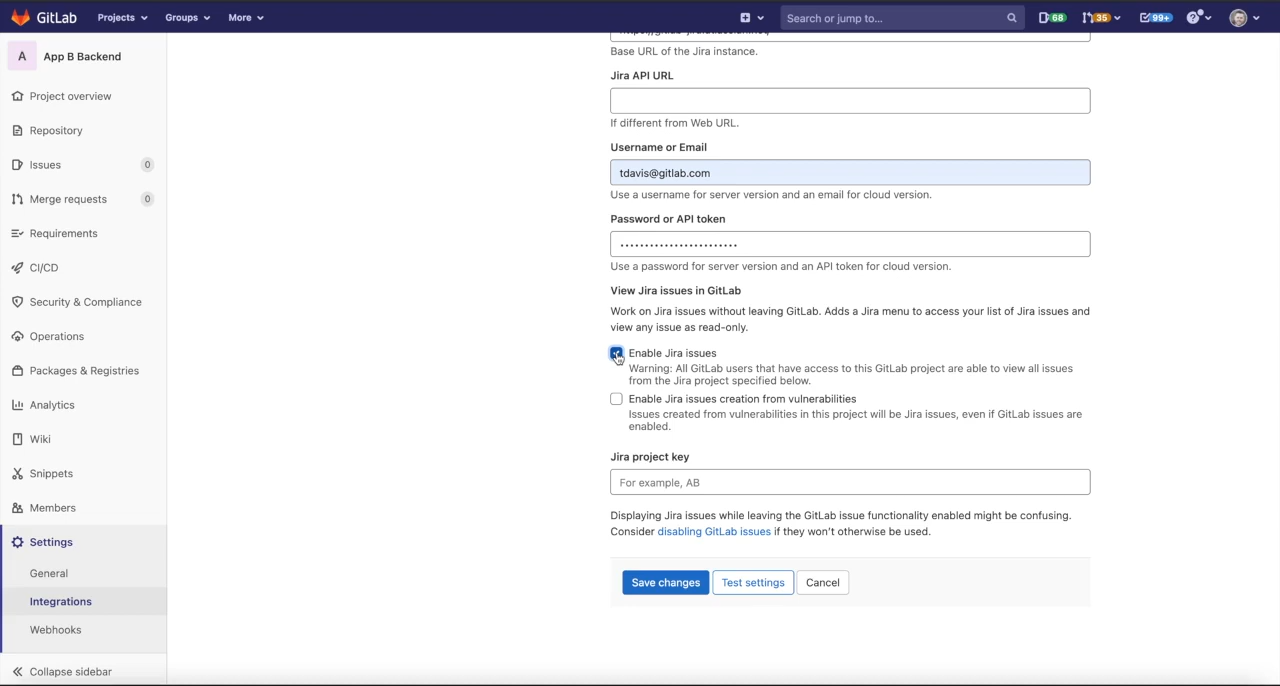 GitLab Projects Groups More Search or jump to... 68 35 99+
A App B Backend
Project overview
Repository
Issues 0
Merge requests 0
Requirements
CI/CD
Security & Compliance
Operations
Packages & Registries
Analytics
Wiki
Snippets
Members
Settings
General
Integrations
Webhooks
Collapse sidebar
Base URL of the Jira instance.
Jira API URL
If different from Web URL.
Username or Email
tdavis@gitlab.com
Use a username for server version and an email for cloud version.
Password or API token
Use a password for server version and an API token for cloud version.
View Jira issues in GitLab
Work on Jira issues without leaving GitLab. Adds a Jira menu to access your list of Jira issues and
view any issue as read-only.
Enable Jira issues
Warning: All GitLab users that have access to this GitLab project are able to view all issues
from the Jira project specified below.
Enable Jira issues creation from vulnerabilities
Issues created from vulnerabilities in this project will be Jira issues, even if GitLab issues are
enabled.
Jira project key
For example, AB
Displaying Jira issues while leaving the GitLab issue functionality enabled might be confusing.
Consider disabling GitLab issues if they won't otherwise be used.
Save changes Test settings Cancel